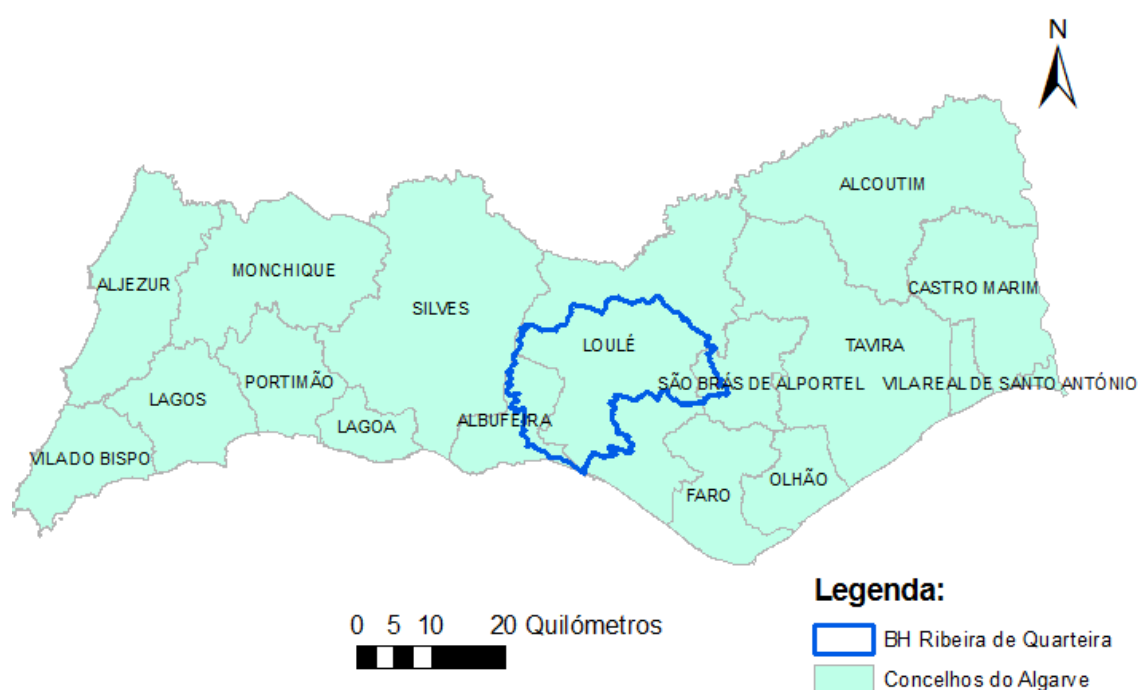 N
ALCOUTIM
MONCHIQUE
ALJEZUR
CASTRO MARIM
SILVES
LOULÉ
TAVIRA
PORTIMÃO
SÃO BRÁS DE ALPORTEL
VILA REAL DE SANTO ANTÓNIO
LAGOS
ALBUFEIRA
LAGOA
VILA DO BISPO
OLHÃO
FARO
Legenda:
0 5 10 20 Quilómetros
BH Ribeira de Quarteira
Concelhos do Algarve